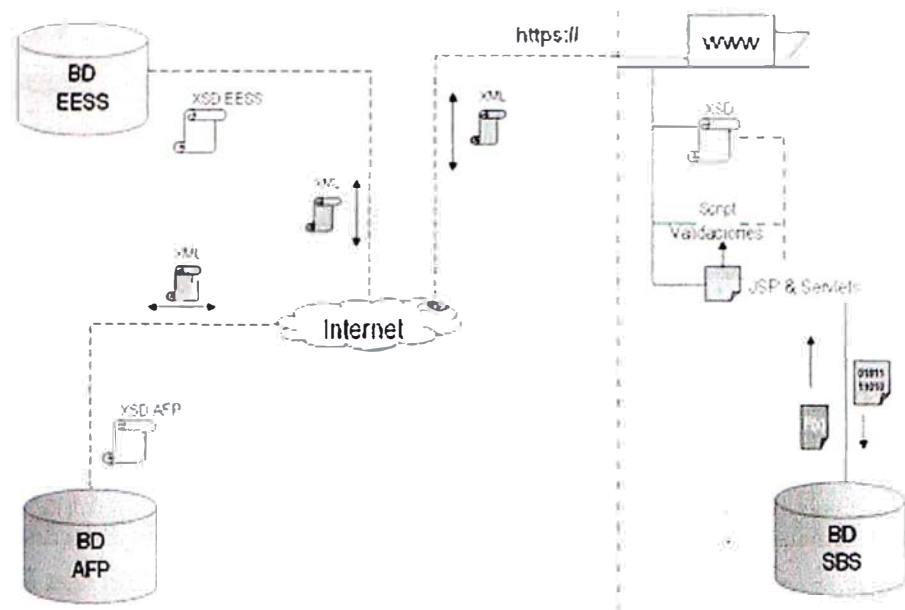 https://
www
BD
EESS
XSD EESS
XML
XSD
XML
Script
Validaciones
XML
JSP & Servlets
Internet
01011
XSD AFP
BD
AFP
BD
SBS